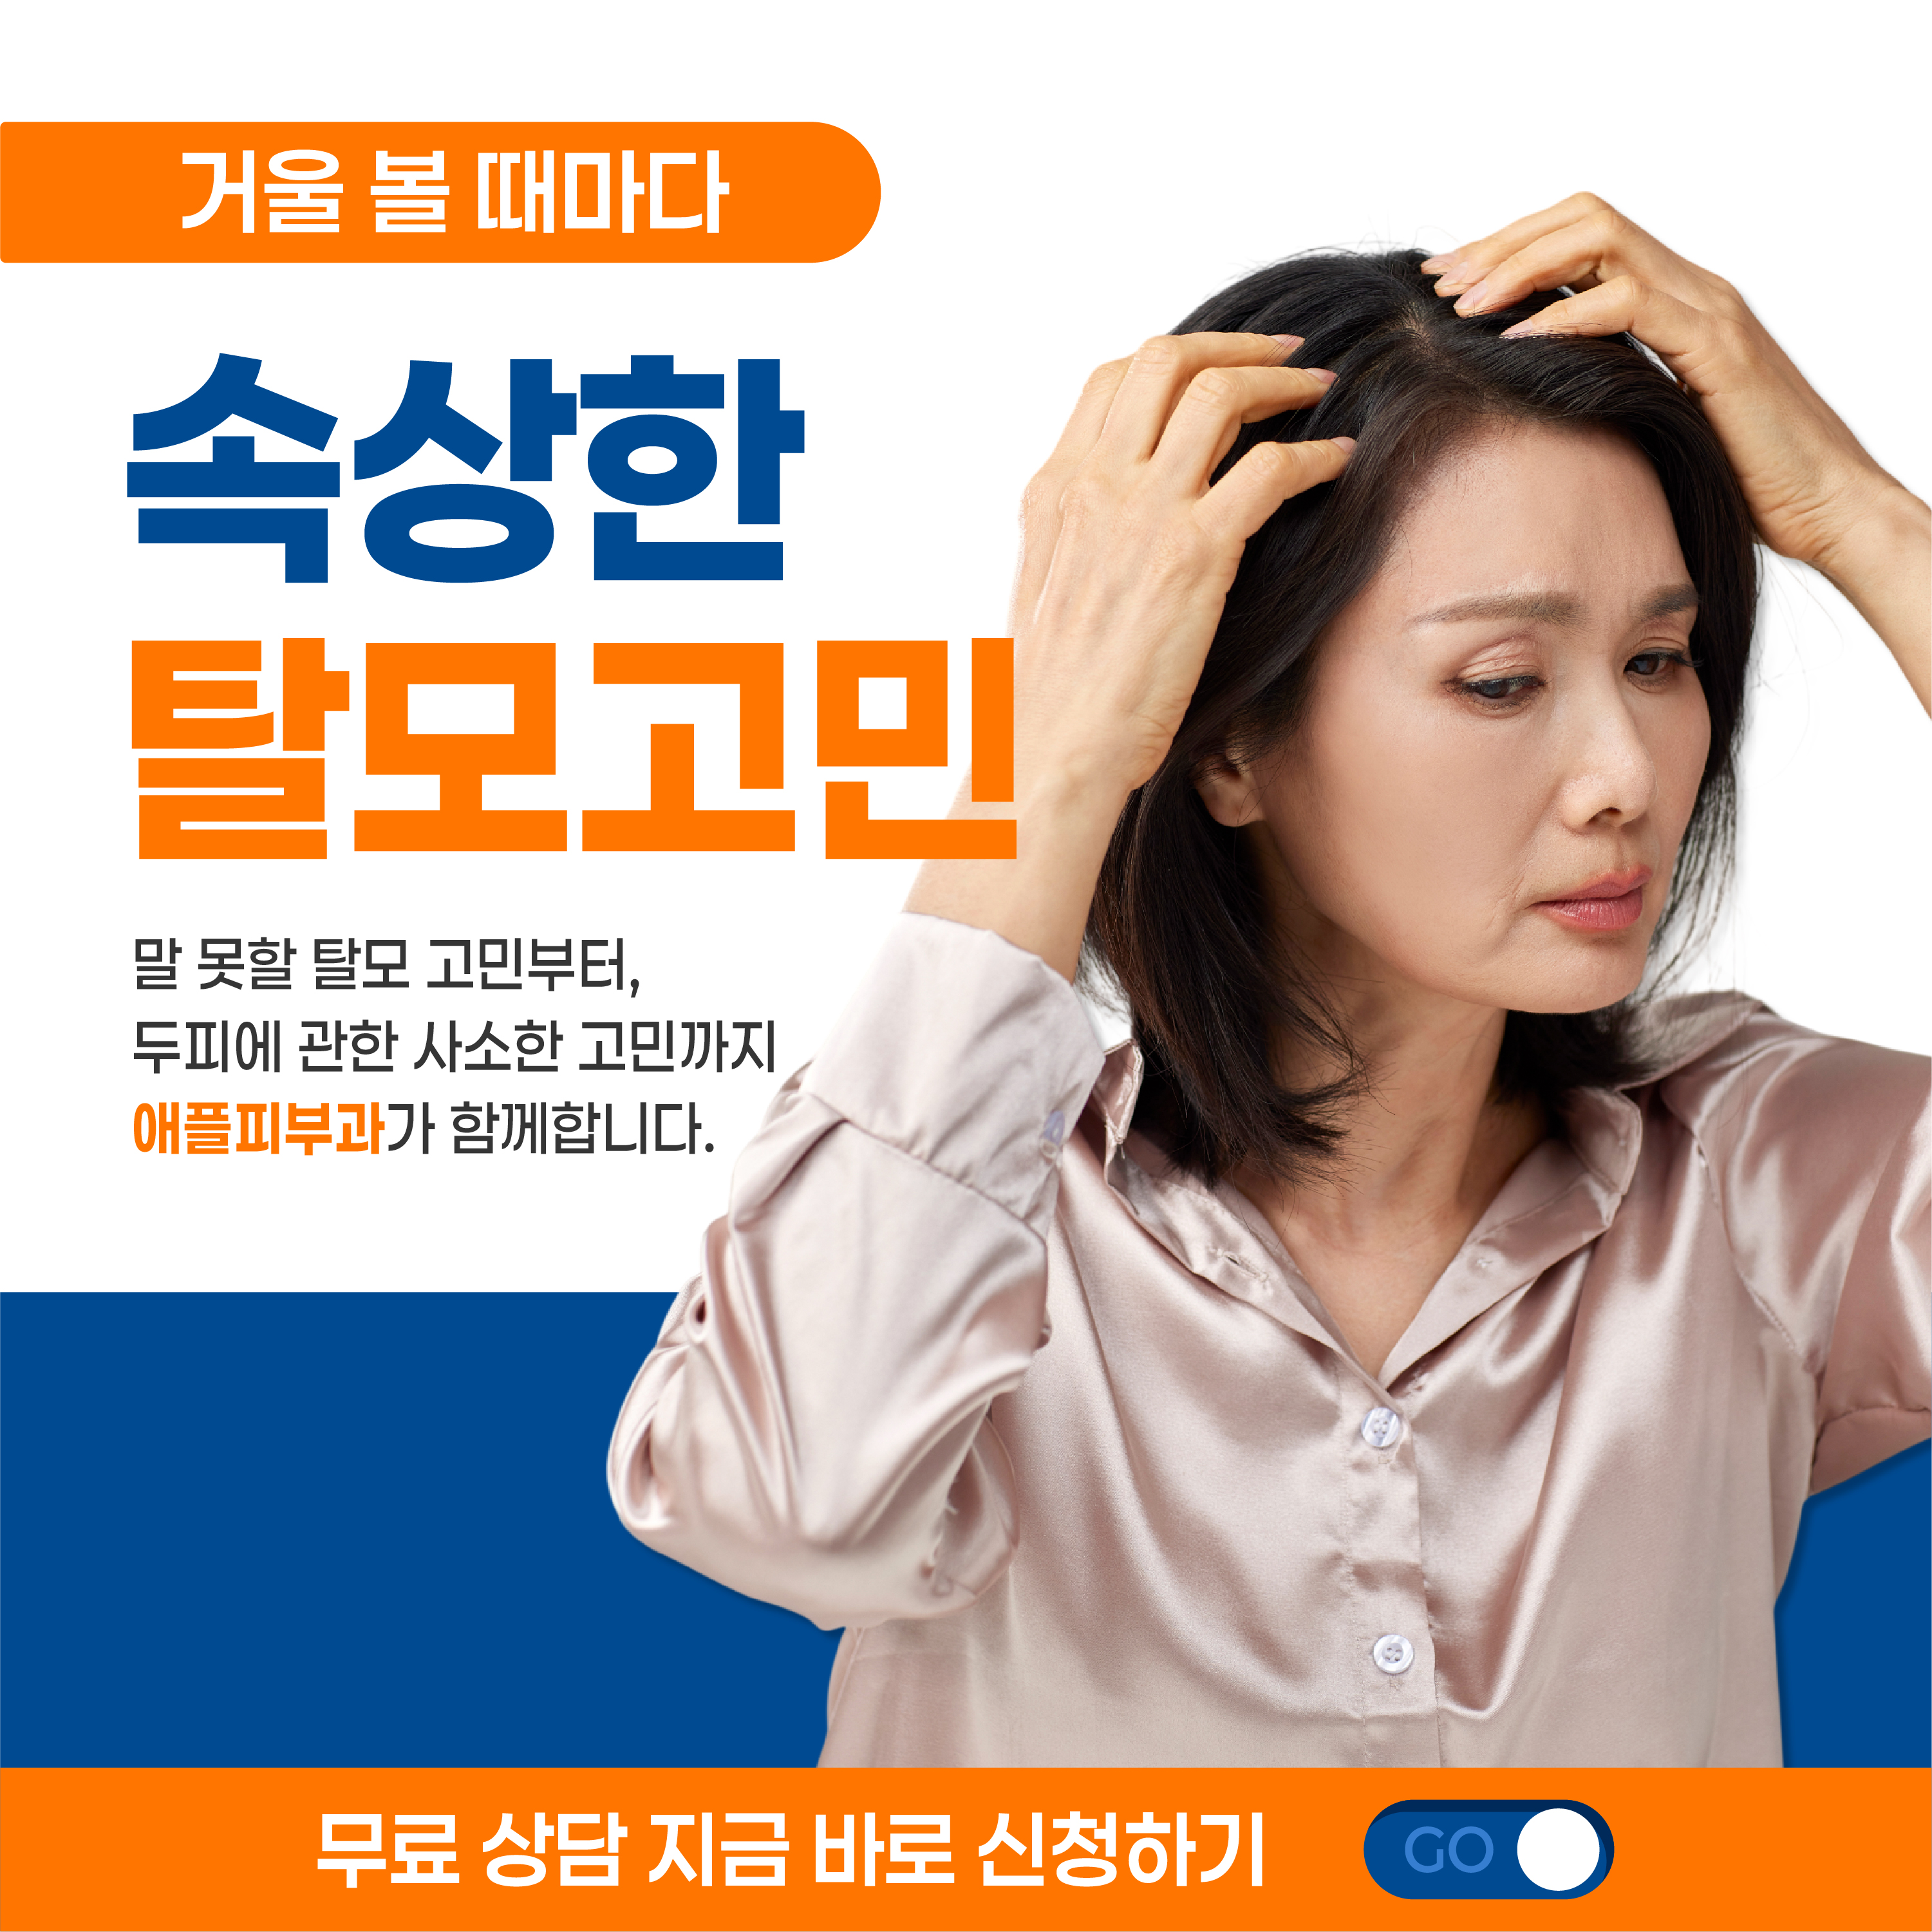 거울 볼 때마다
속상한
탈모고민
말 못할 탈모 고민부터,
두피에 관한 사소한 고민까지
애플피부과가 함께합니다.
무료 상담 지금 바로 신청하기
GO